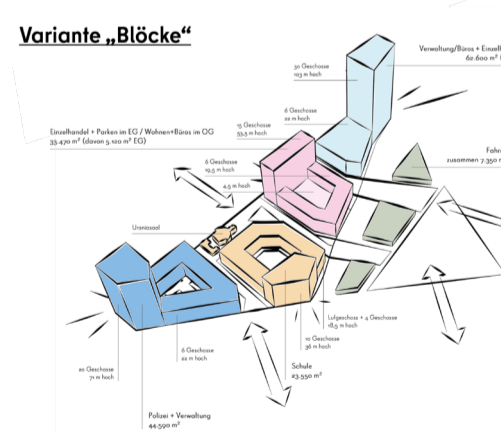 Variante „Blöcke“
Verwaltung/Büros + Einzelh
62.600 m²
30 Geschosse
103 m hoch
6 Geschosse
22 m hoch
15 Geschosse
53,5 m hoch
Einzelhandel + Parken im EG / Wohnen+Büros im OG
33.470 m² (davon 5.120 m² EG)
6 Geschosse
19,5 m hoch
4,5 m hoch
Fahr
zusammen 7.350 m
Uraniasaal
Luftgeschoss + 4 Geschosse
18,5 m hoch
10 Geschosse
36 m hoch
6 Geschosse
22 m hoch
20 Geschosse
71 m hoch
Schule
23.550 m²
Polizei + Verwaltung
44.590 m²